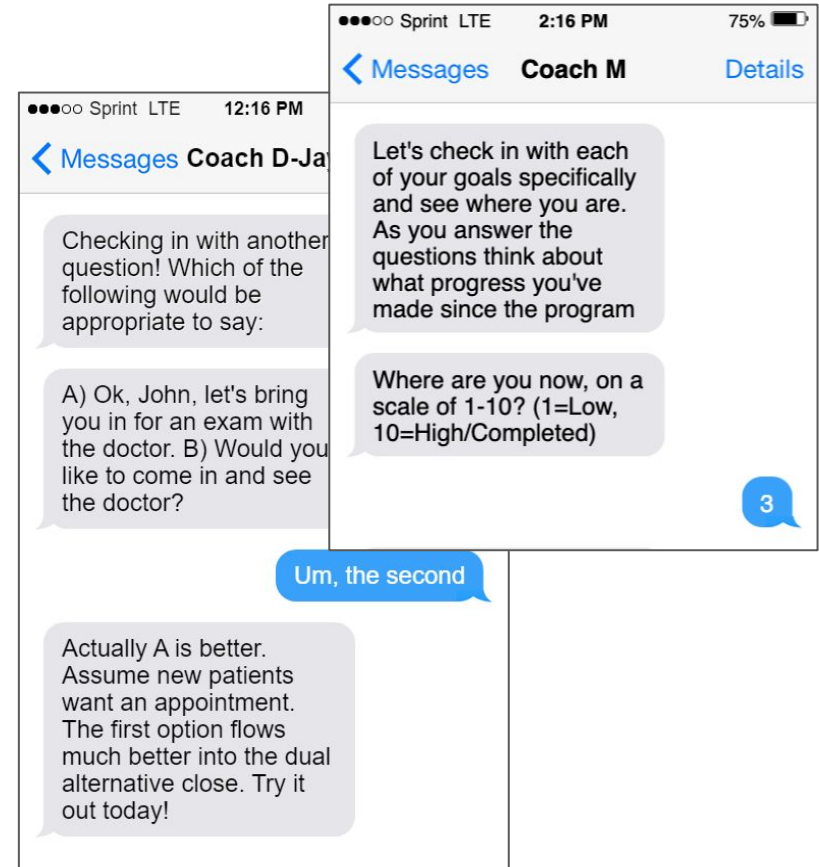 Sprint LTE 12:16 PM
Messages Coach D-Jay
Checking in with another
question! Which of the
following would be
appropriate to say:
A) Ok, John, let's bring
you in for an exam with
the doctor. B) Would you
like to come in and see
the doctor?
Um, the second
Actually A is better.
Assume new patients
want an appointment.
The first option flows
much better into the dual
alternative close. Try it
out today!
Sprint LTE 2:16 PM 75%
Messages Coach M Details
Let's check in with each
of your goals specifically
and see where you are.
As you answer the
questions think about
what progress you've
made since the program
Where are you now, on a
scale of 1-10? (1=Low,
10=High/Completed)
3